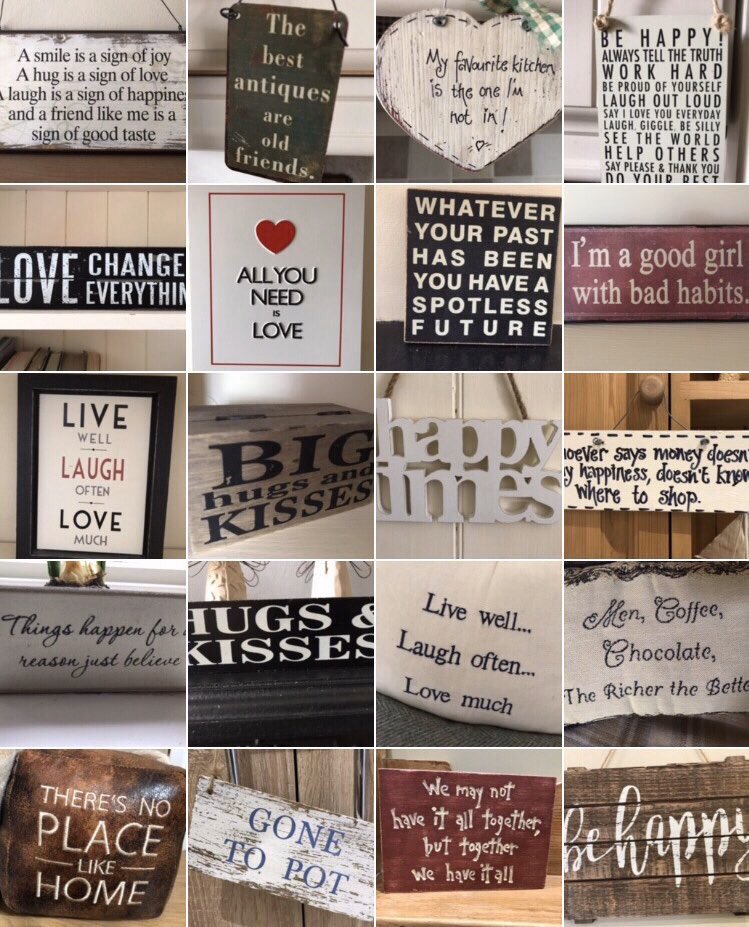 A smile is a sign of joy
A hug is a sign of love
A laugh is a sign of happine
and a friend like me is a
sign of good taste
The
best
antiques
are
old
friends.
My favourite kitchen
is the one I'm
not in!
BE HAPPY!
ALWAYS TELL THE TRUTH
WORK HARD
BE PROUD OF YOURSELF
LAUGH OUT LOUD
SAY I LOVE YOU EVERYDAY
LAUGH, GIGGLE, BE SILLY
SEE THE WORLD
HELP OTHERS
SAY PLEASE & THANK YOU
DO YOUR BEST
LOVE CHANGE
EVERYTHIN
ALL YOU
NEED
IS
LOVE
WHATEVER
YOUR PAST
HAS BEEN
YOU HAVE A
SPOTLESS
FUTURE
I'm a good girl
with bad habits.
LIVE
WELL
LAUGH
OFTEN
LOVE
MUCH
BIG
hugs and
KISSES
happy
times
hoever says money doesn'
y happiness, doesn't know
where to shop.
Things happen for a
reason just believe
HUGS &
KISSES
Live well...
Laugh often...
Love much
Men, Coffee,
Chocolate,
The Richer the Bette
THERE'S NO
PLACE
LIKE
HOME
GONE
TO POT
We may not
have it all together,
but together
we have it all
be happy